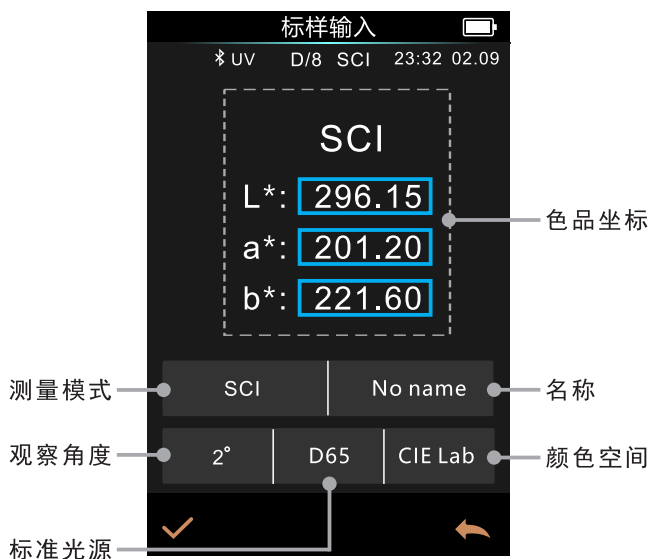 标样输入
UV D/8 SCI 23:32 02.09
SCI
L*: 296.15
色品坐标
a*: 201.20
b*: 221.60
测量模式 SCI No name 名称
观察角度 2° D65 CIE Lab 颜色空间
标准光源